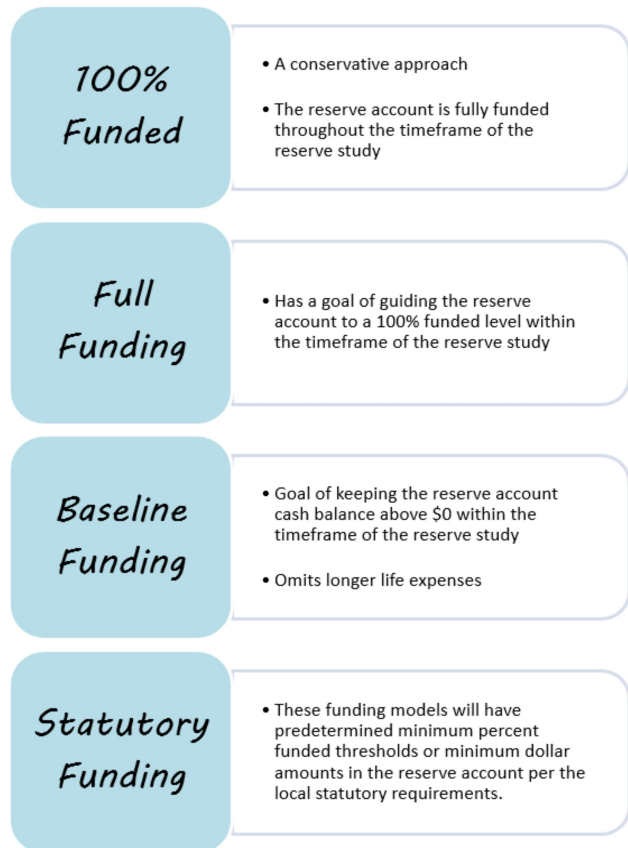 100%
Funded
• A conservative approach
• The reserve account is fully funded
throughout the timeframe of the
reserve study
Full
Funding
• Has a goal of guiding the reserve
account to a 100% funded level within
the timeframe of the reserve study
Baseline
Funding
• Goal of keeping the reserve account
cash balance above $0 within the
timeframe of the reserve study
• Omits longer life expenses
Statutory
Funding
• These funding models will have
predetermined minimum percent
funded thresholds or minimum dollar
amounts in the reserve account per the
local statutory requirements.